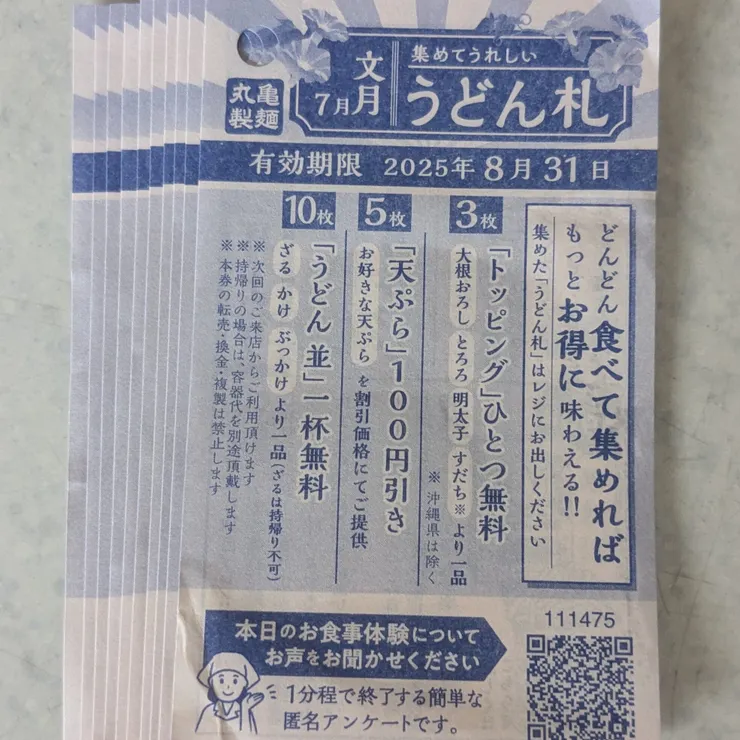 集めてうれしい
うどん札
文月
7月
丸亀
製麺
有効期限 2025年8月31日
どんどん食べて集めれば
もっとお得に味わえる!!
集めた「うどん札」はレジにお出しください
3枚
「トッピング」ひとつ無料
大根おろし とろろ 明太子 すだち※ より一品
※ 沖縄県は除く
5枚
「天ぷら」100円引き
お好きな天ぷら を割引価格にてご提供
10枚
「うどん 並」一杯無料
ざる かけ ぶっかけ より一品(ざるは持帰り不可)
※次回のご来店からご利用頂けます
※持帰りの場合は、容器代を別途頂戴します
※本券の転売・換金・複製は禁止します
111475
本日のお食事体験について
お声をお聞かせください
1分程で終了する簡単な
匿名アンケートです。